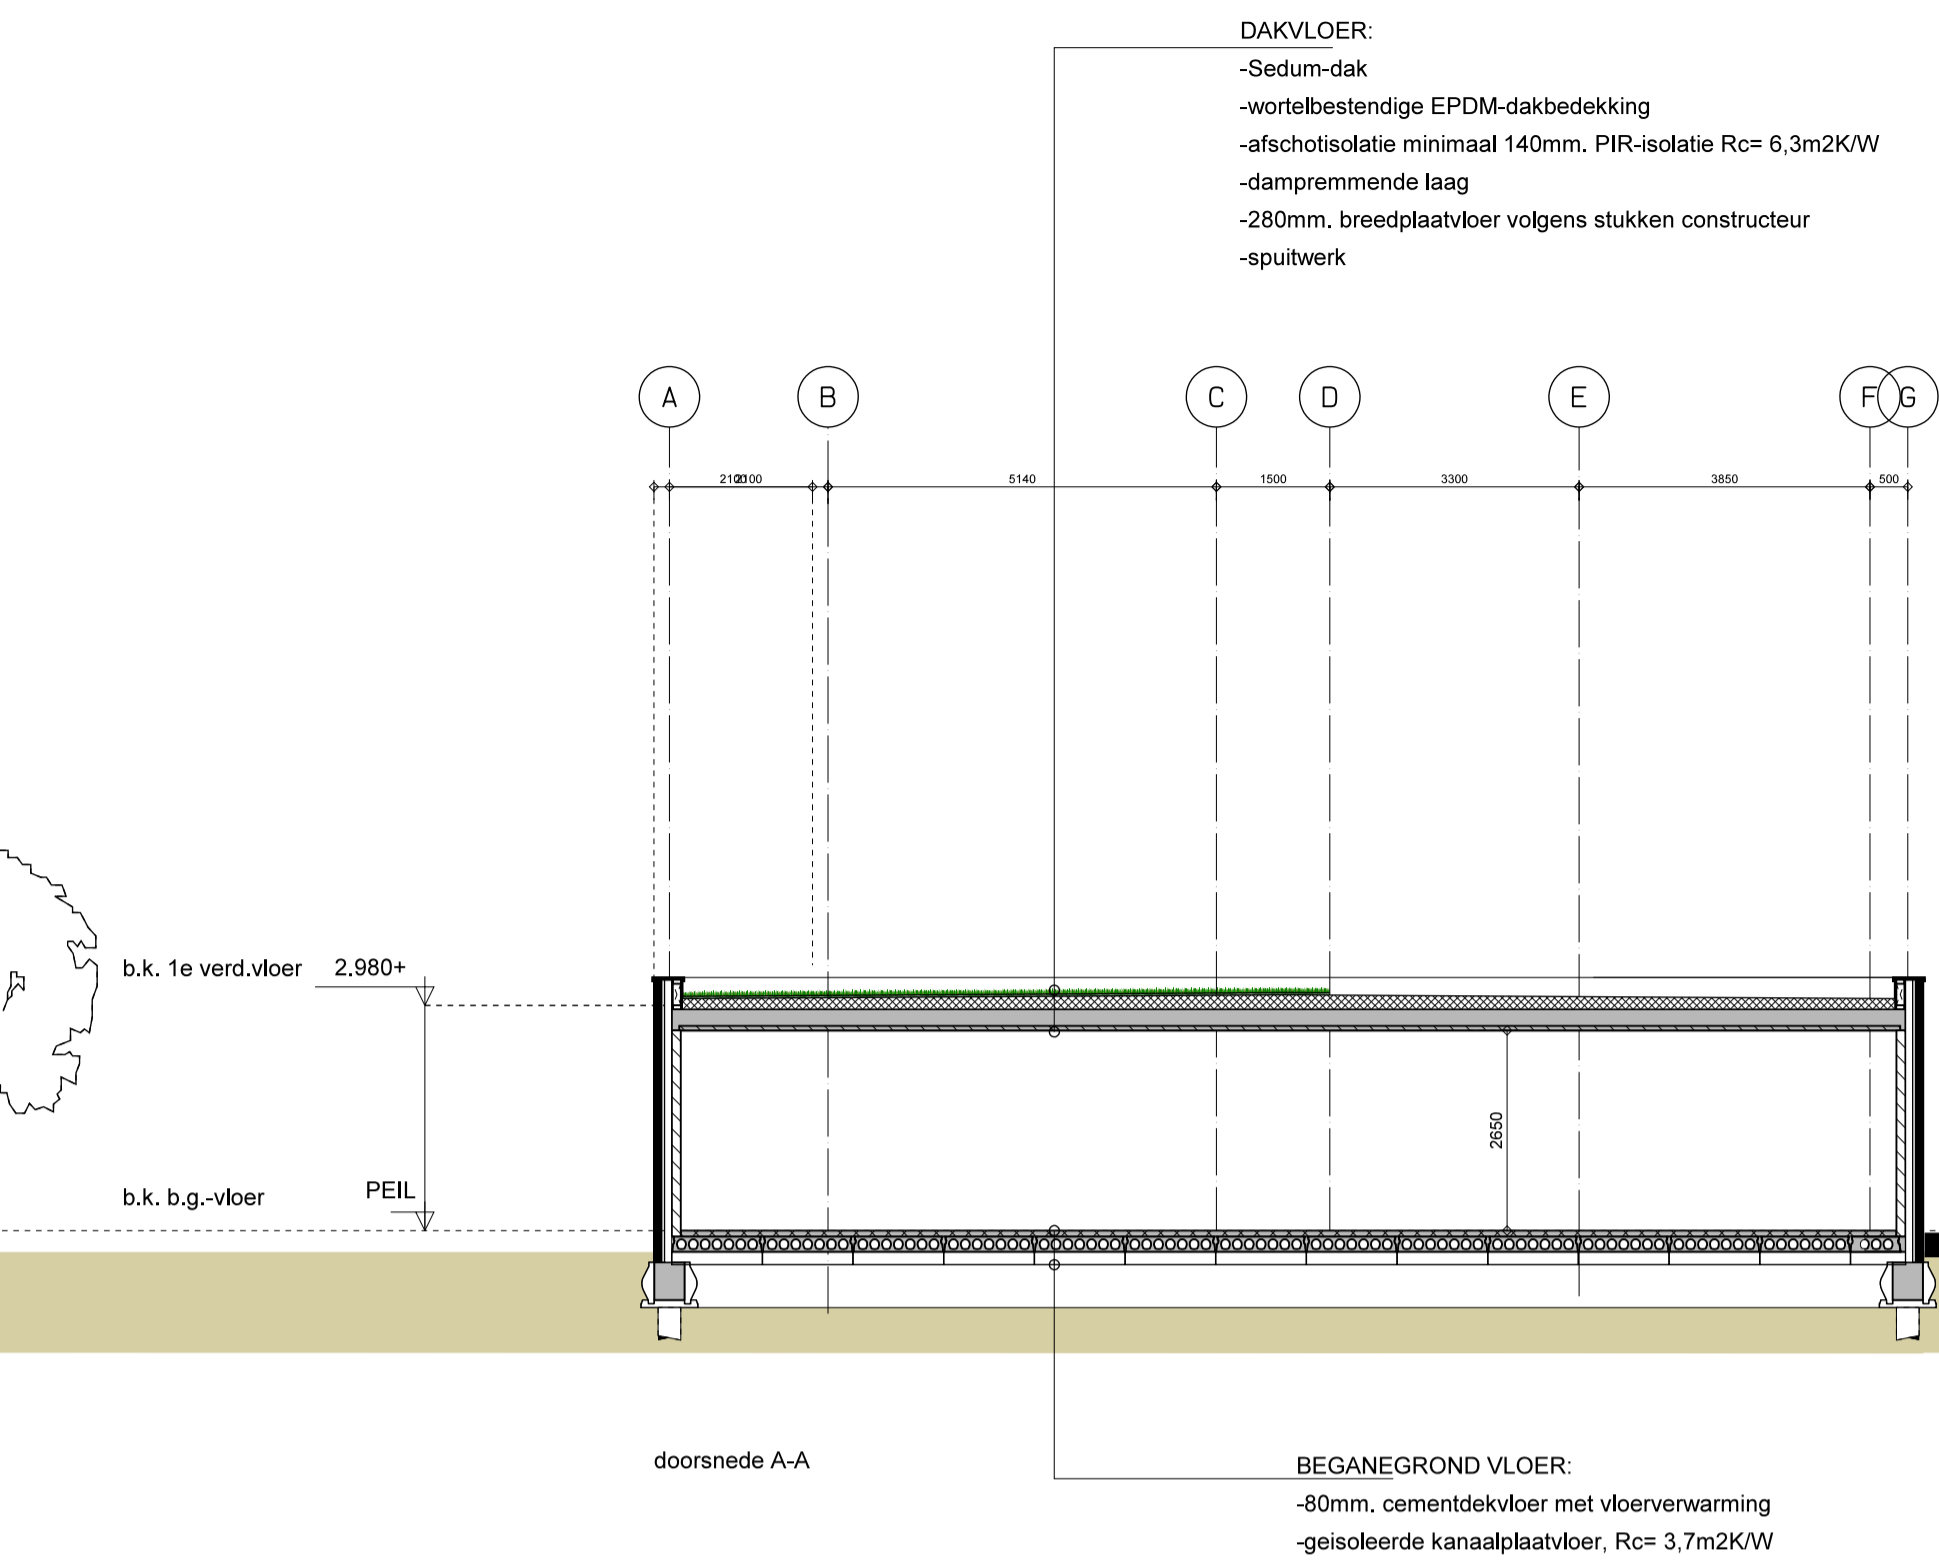 DAKVLOER:
-Sedum-dak
-wortelbestendige EPDM-dakbedekking
-afschotisolatie minimaal 140mm. PIR-isolatie Rc= 6,3m2K/W
-dampremmende laag
-280mm. breedplaatvloer volgens stukken constructeur
-spuitwerk
A B C D E F G
2100 2100 5140 1500 3300 3850 500
b.k. 1e verd.vloer 2.980+
2650
b.k. b.g.-vloer PEIL
doorsnede A-A
BEGANEGROND VLOER:
-80mm. cementdekvloer met vloerverwarming
-geisoleerde kanaalplaatvloer, Rc= 3,7m2K/W